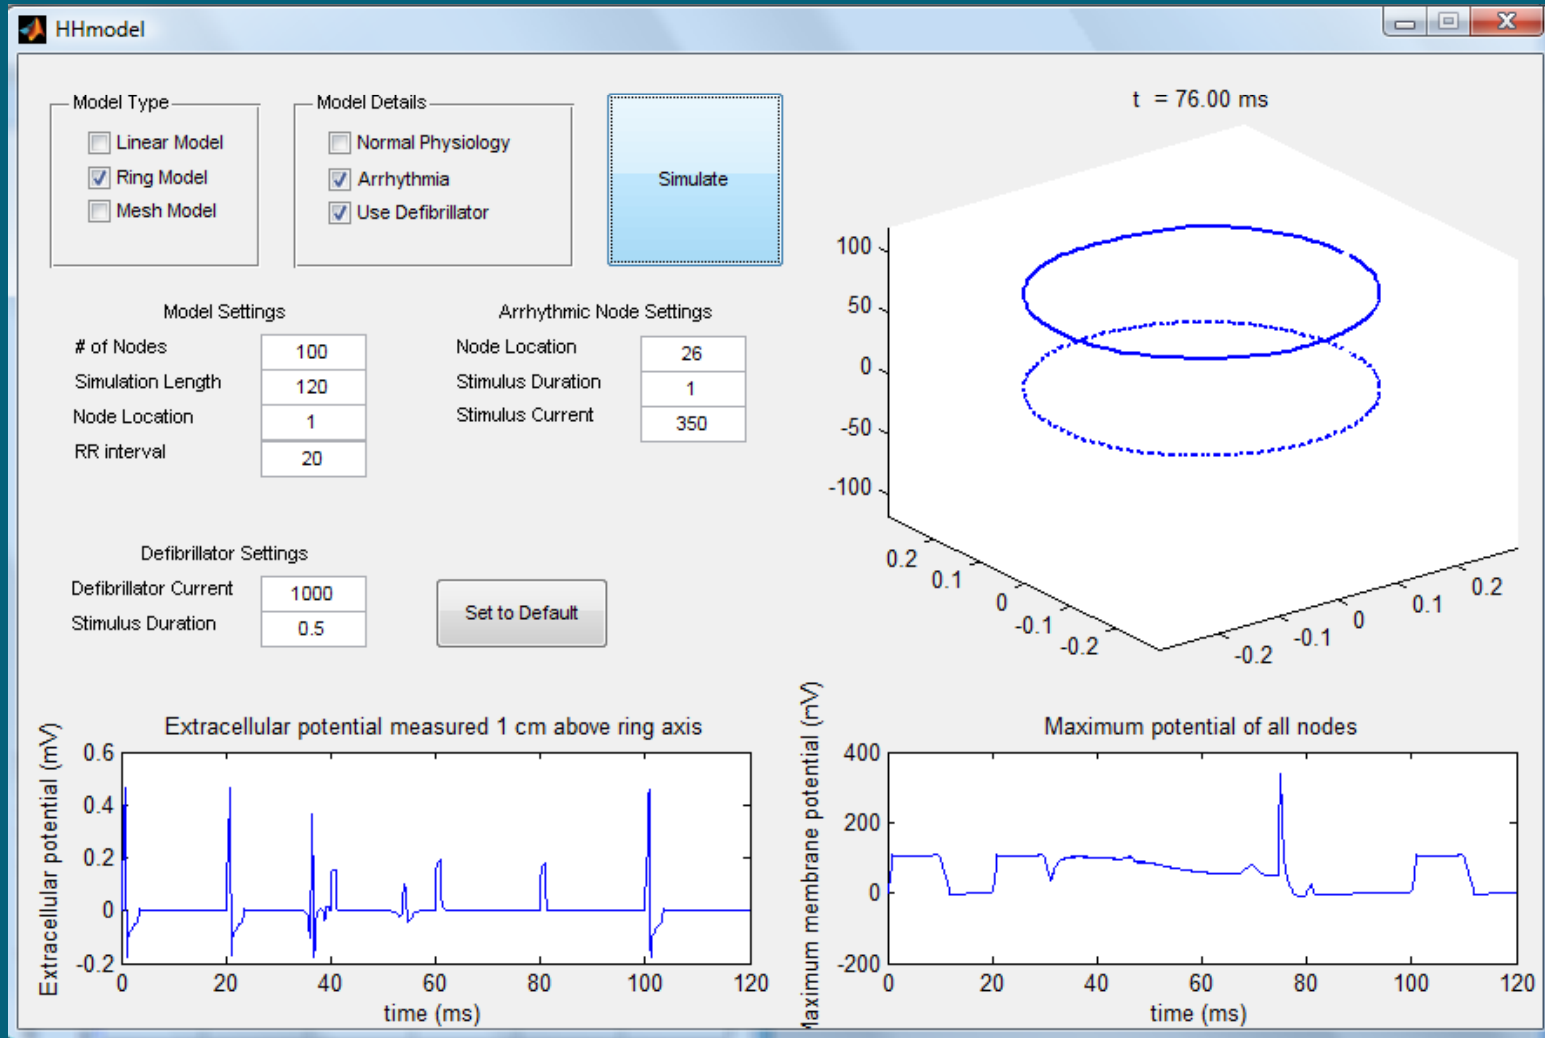 HHmodel
Model Type
Linear Model
Ring Model
Mesh Model
Model Details
Normal Physiology
Arrhythmia
Use Defibrillator
Simulate
Model Settings
# of Nodes 100
Simulation Length 120
Node Location 1
RR interval 20
Arrhythmic Node Settings
Node Location 26
Stimulus Duration 1
Stimulus Current 350
Defibrillator Settings
Defibrillator Current 1000
Stimulus Duration 0.5
Set to Default
t = 76.00 ms
100
50
0
-50
-100
0.2
0.1
0
-0.1
-0.2
-0.2
-0.1
0
0.1
0.2
Extracellular potential measured 1 cm above ring axis
Extracellular potential (mV)
0.6
0.4
0.2
0
-0.2
0 20 40 60 80 100 120
time (ms)
Maximum potential of all nodes
Maximum membrane potential (mV)
400
200
0
-200
0 20 40 60 80 100 120
time (ms)